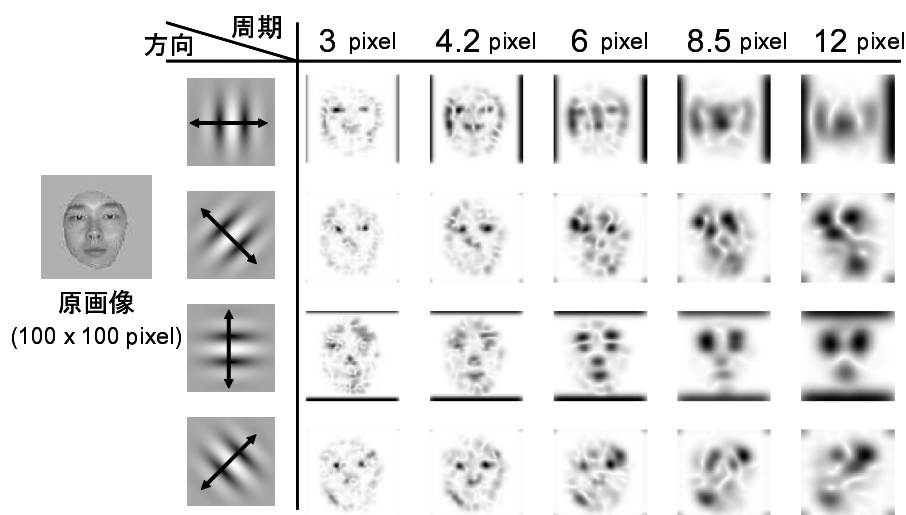 周期
方向
3 pixel 4.2 pixel 6 pixel 8.5 pixel 12 pixel
原画像
(100 x 100 pixel)